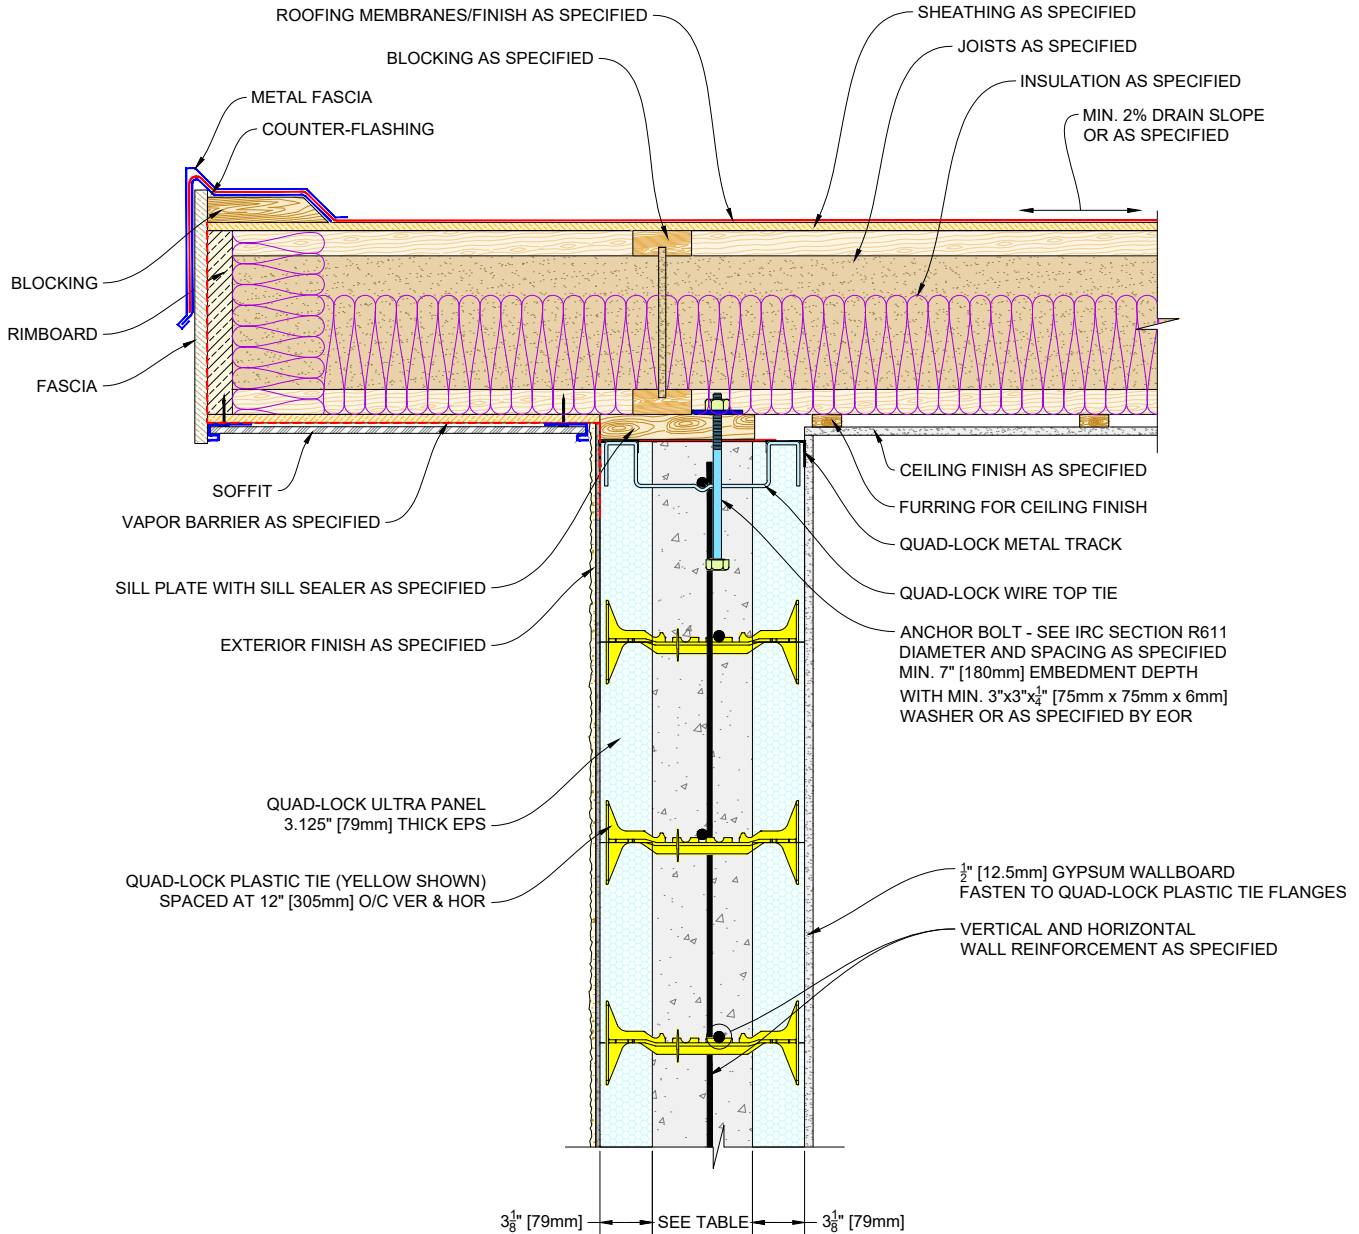 ROOFING MEMBRANES/FINISH AS SPECIFIED
SHEATHING AS SPECIFIED
BLOCKING AS SPECIFIED
JOISTS AS SPECIFIED
INSULATION AS SPECIFIED
METAL FASCIA
COUNTER-FLASHING
MIN. 2% DRAIN SLOPE
OR AS SPECIFIED
BLOCKING
RIMBOARD
FASCIA
SOFFIT
VAPOR BARRIER AS SPECIFIED
SILL PLATE WITH SILL SEALER AS SPECIFIED
EXTERIOR FINISH AS SPECIFIED
CEILING FINISH AS SPECIFIED
FURRING FOR CEILING FINISH
QUAD-LOCK METAL TRACK
QUAD-LOCK WIRE TOP TIE
ANCHOR BOLT - SEE IRC SECTION R611
DIAMETER AND SPACING AS SPECIFIED
MIN. 7" [180mm] EMBEDMENT DEPTH
WITH MIN. 3"x3"x1/4" [75mm x 75mm x 6mm]
WASHER OR AS SPECIFIED BY EOR
QUAD-LOCK ULTRA PANEL
3.125" [79mm] THICK EPS
QUAD-LOCK PLASTIC TIE (YELLOW SHOWN)
SPACED AT 12" [305mm] O/C VER & HOR
1/2" [12.5mm] GYPSUM WALLBOARD
FASTEN TO QUAD-LOCK PLASTIC TIE FLANGES
VERTICAL AND HORIZONTAL
WALL REINFORCEMENT AS SPECIFIED
3 1/8" [79mm]
SEE TABLE
3 1/8" [79mm]